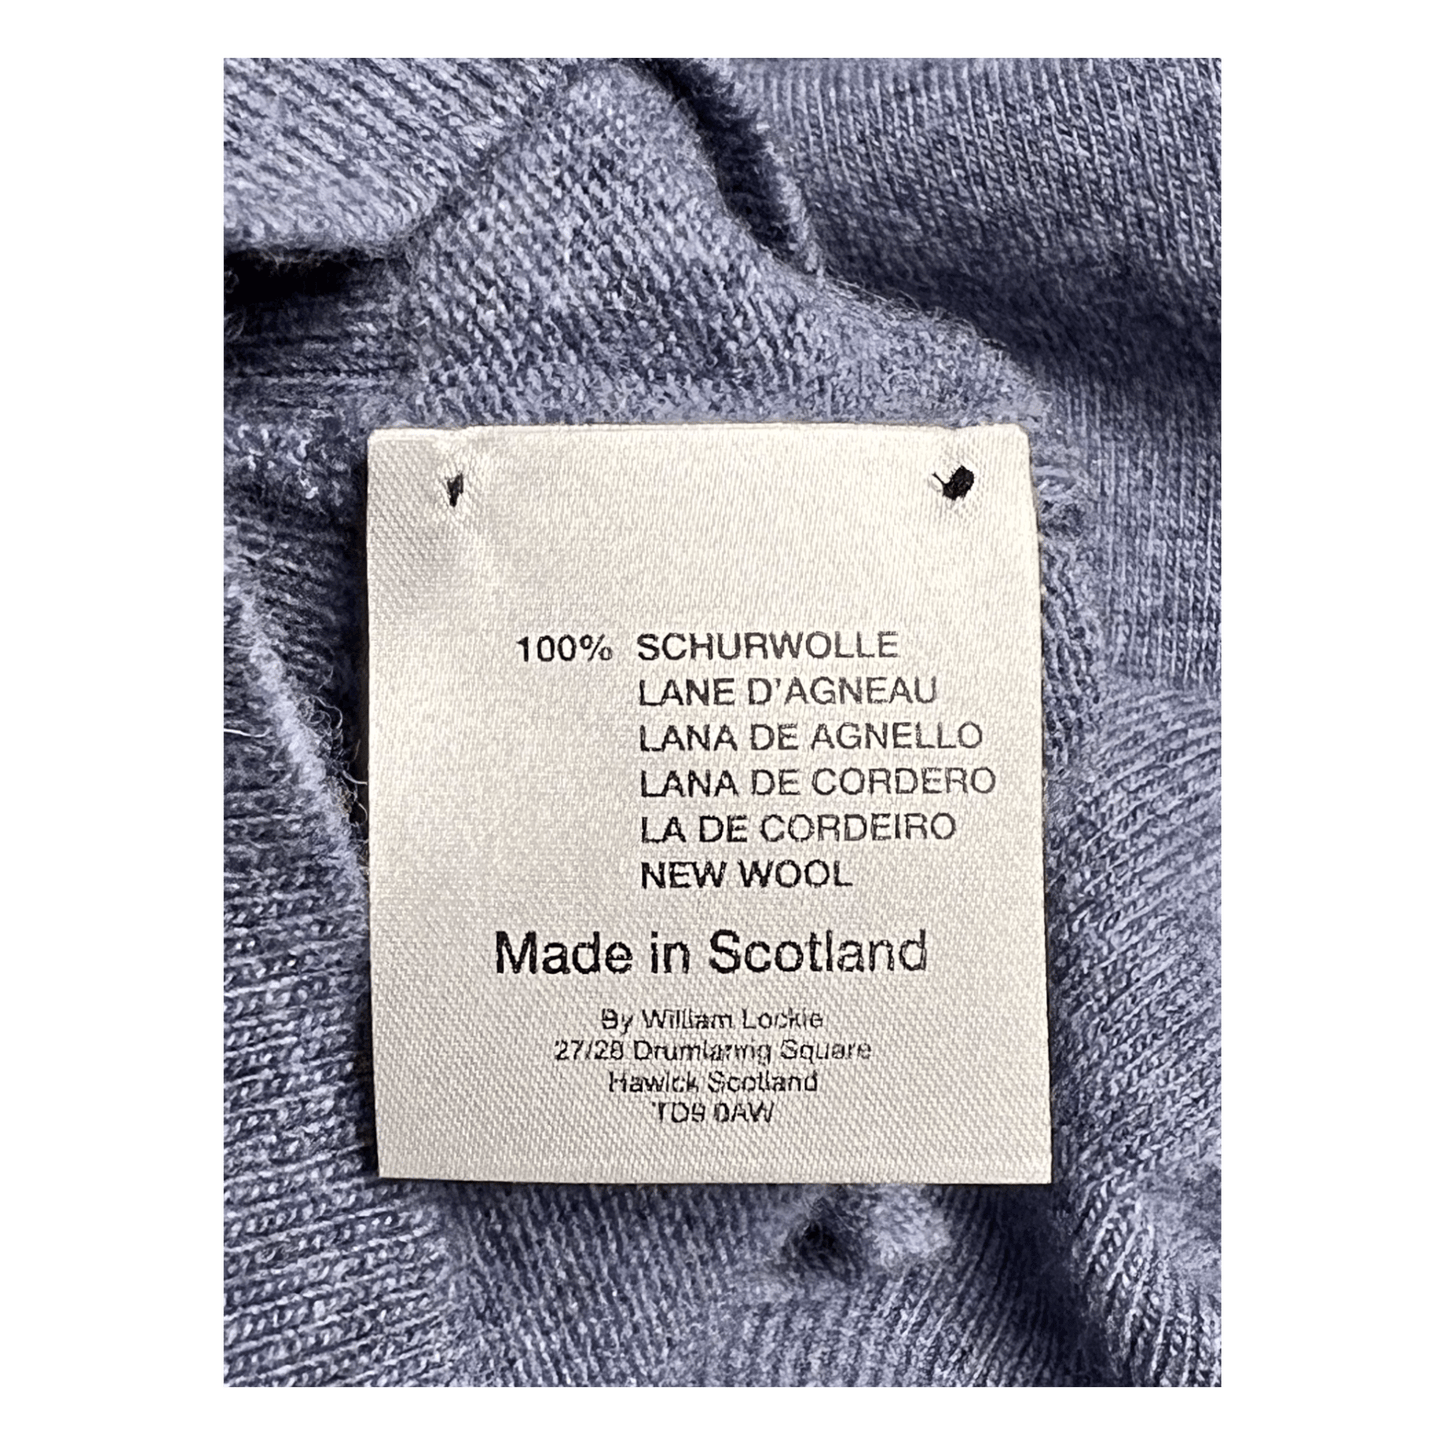 100% SCHURWOLLE
LANE D'AGNEAU
LANA DE AGNELLO
LANA DE CORDERO
LA DE CORDEIRO
NEW WOOL
Made in Scotland
By William Lockie
27/28 Drumlanrig Square
Hawick Scotland
TD9 0AW